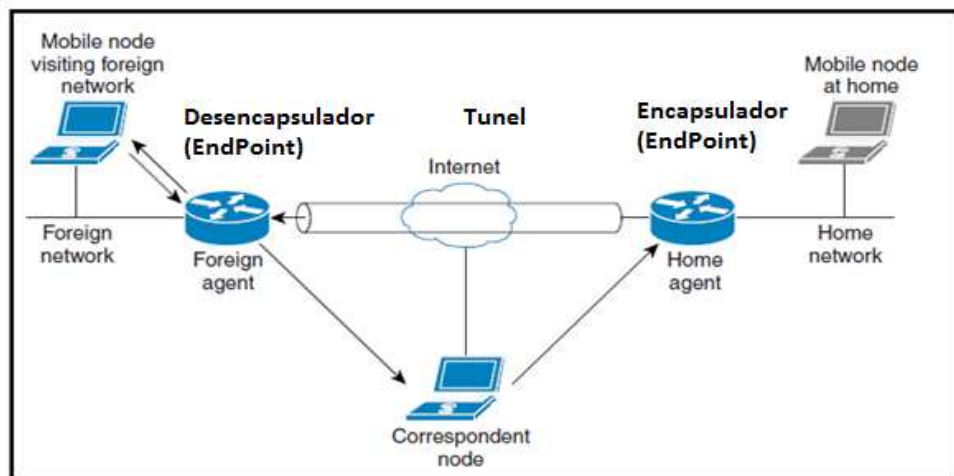 Mobile node
visiting foreign
network
Desencapsulador
(EndPoint)
Tunel
Encapsulador
(EndPoint)
Mobile node
at home
Internet
Foreign
network
Foreign
agent
Home
agent
Home
network
Correspondent
node